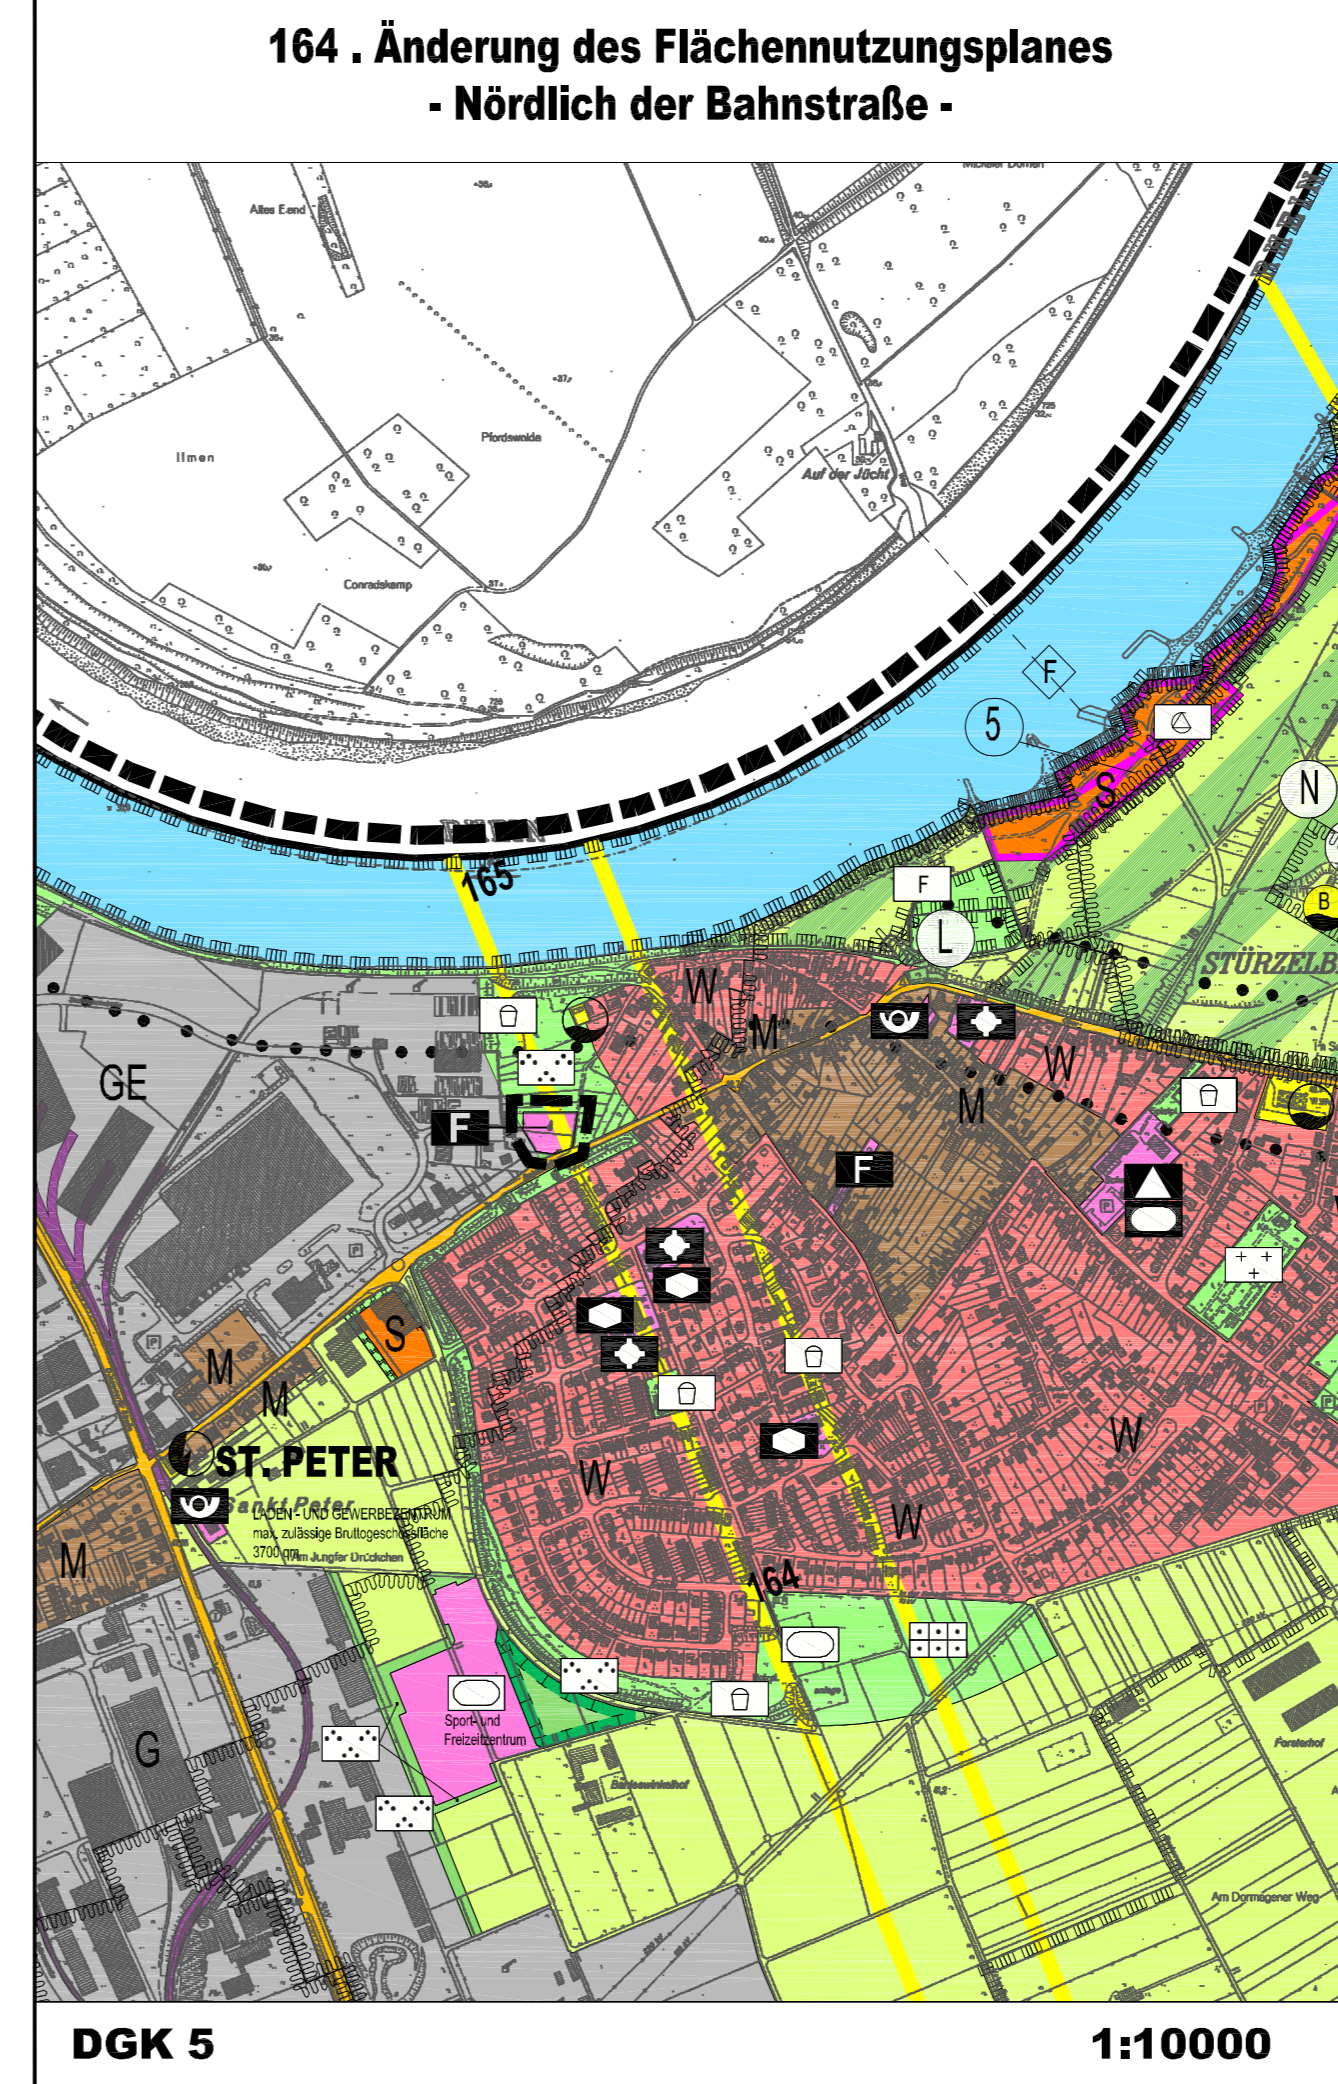 164 . Änderung des Flächennutzungsplanes
- Nördlich der Bahnstraße -
Altes Eend
Ilmen
Pferdsweide
Auf der Jücht
Conradskamp
RHEIN
165
F
5
S
N
B
F
L
STÜRZELB
W
M
W
M
GE
F
F
S
M
M
ST. PETER
Sankt Peter
LADEN - UND GEWERBEZENTRUM
max. zulässige Bruttogeschossfläche
3700 qm
Am Jungfer Drückchen
M
W
W
W
164
Sport- und
Freizeitzentrum
G
Forsterhof
Am Dormagener Weg
DGK 5
1:10000